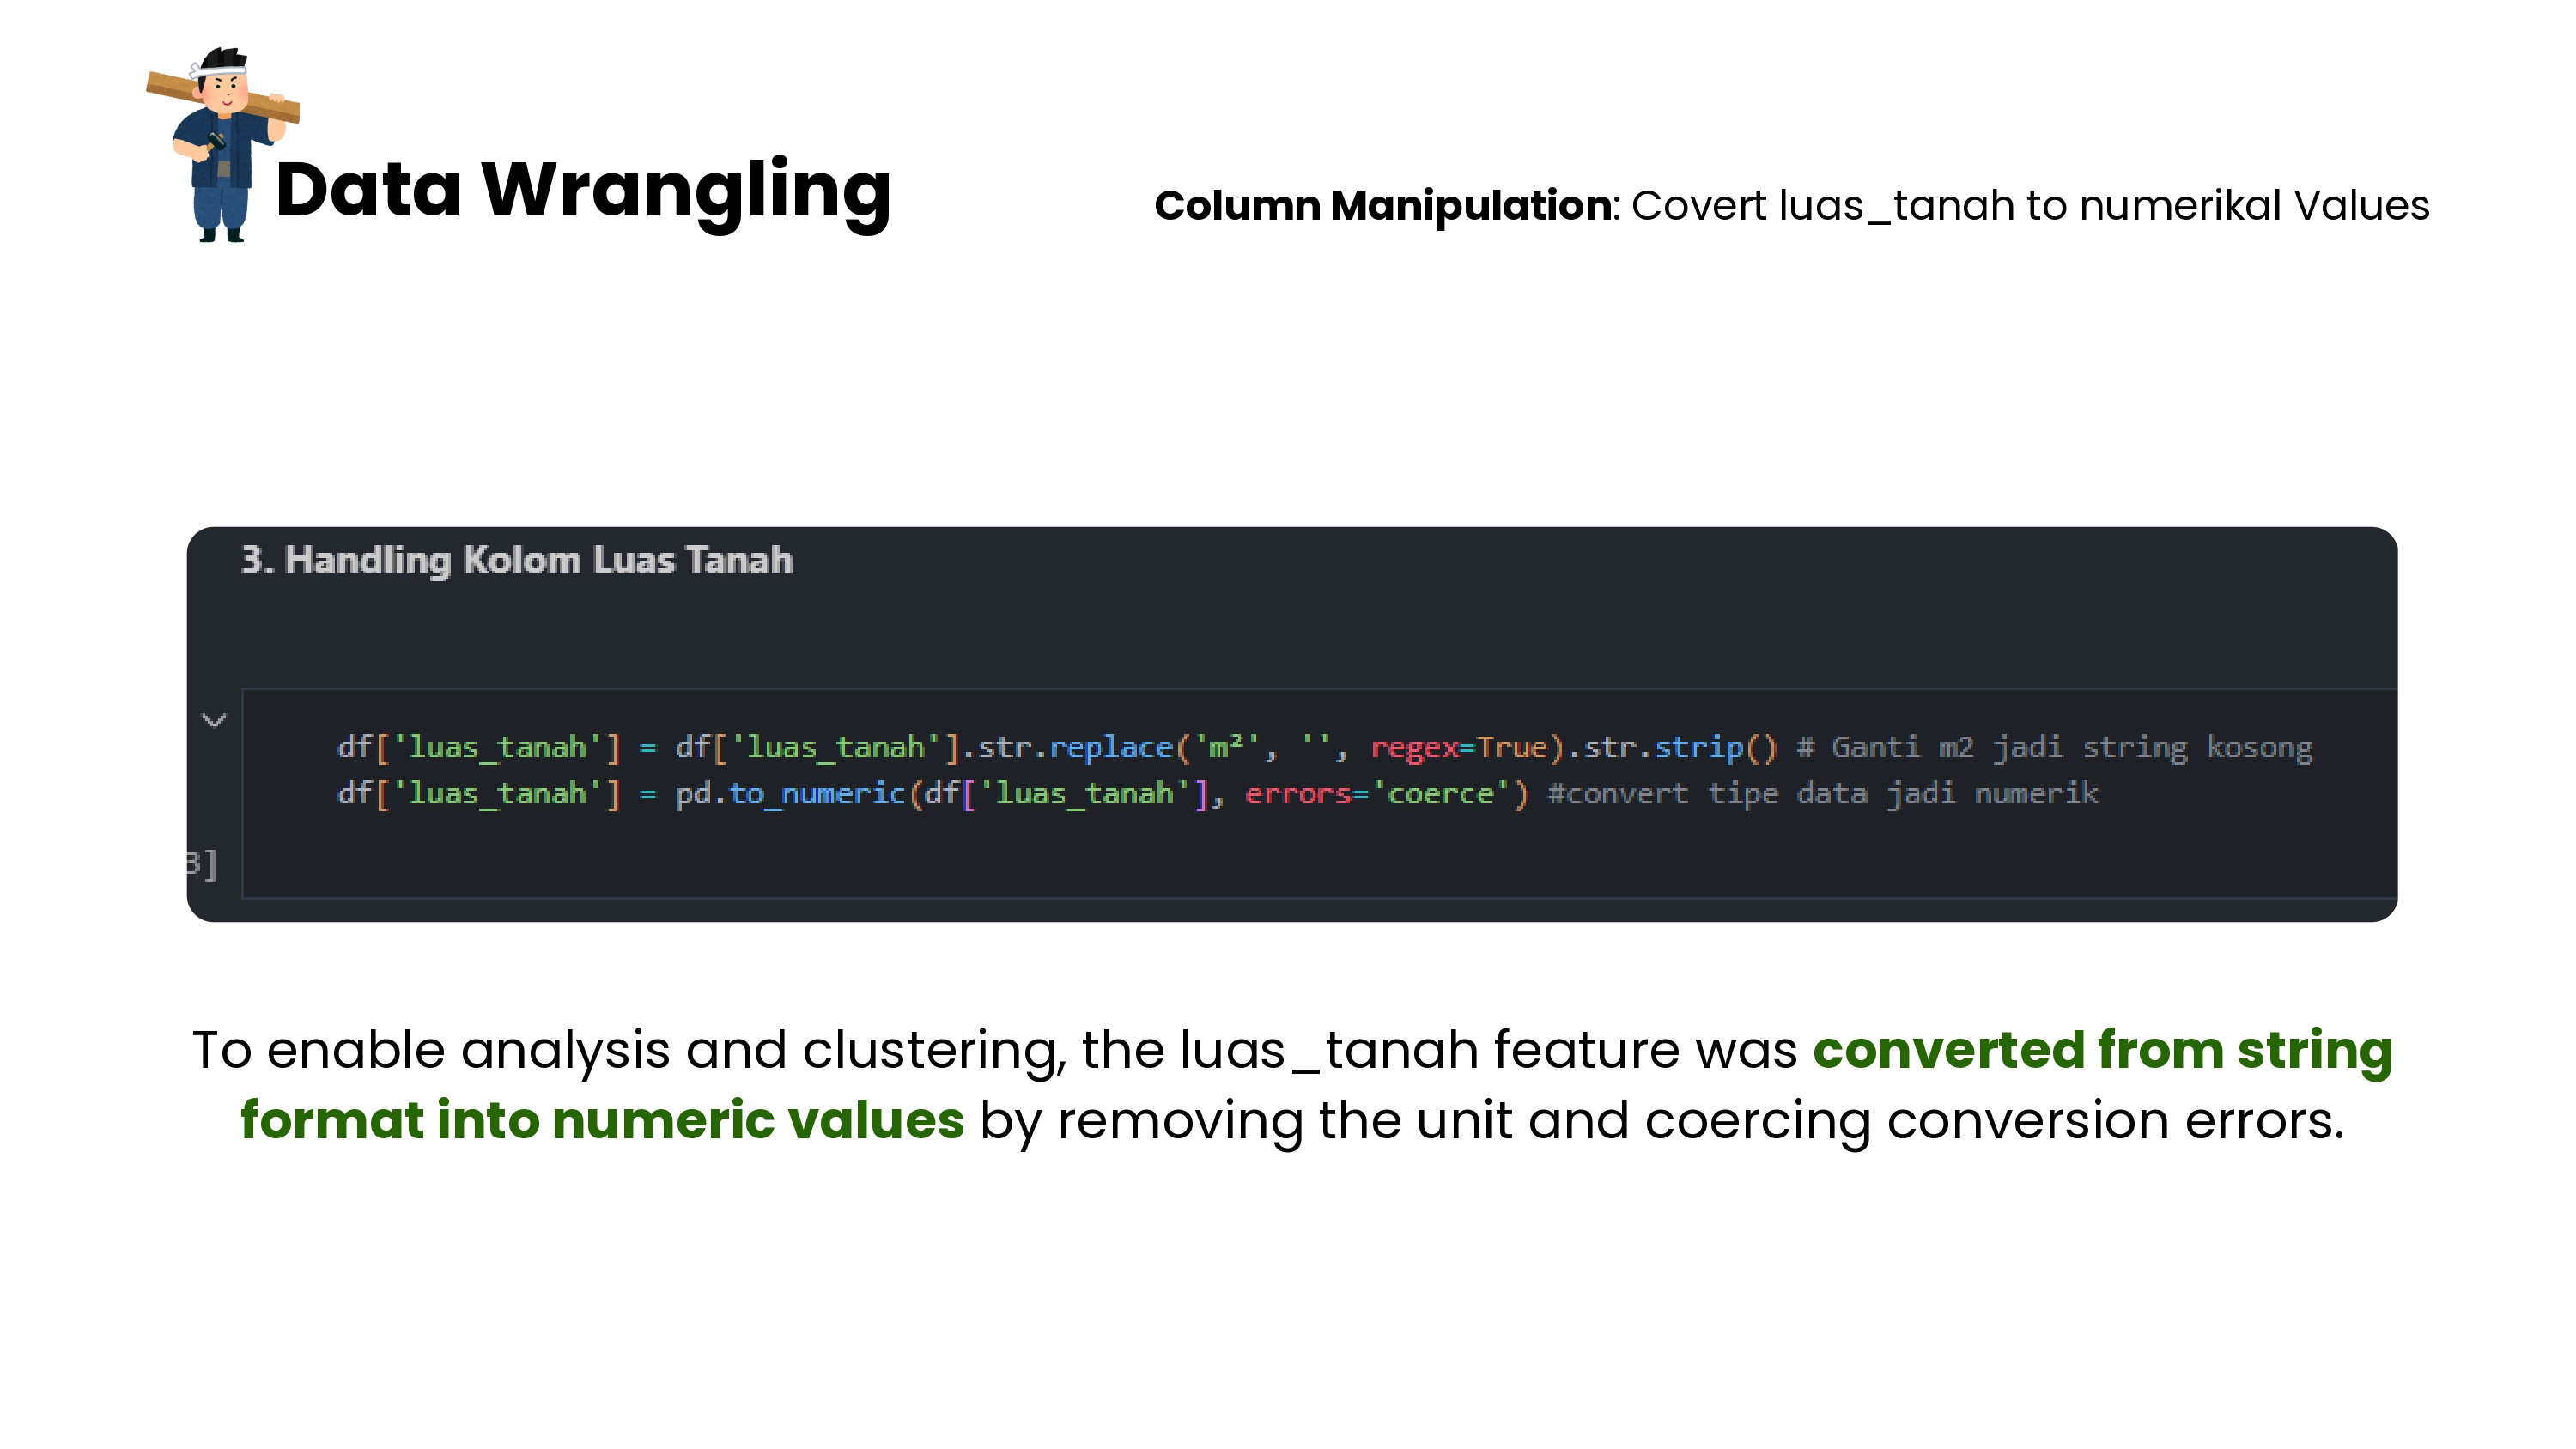 Data Wrangling
Column Manipulation: Covert luas_tanah to numerikal Values
3. Handling Kolom Luas Tanah
df['luas_tanah'] = df['luas_tanah'].str.replace('m²', '', regex=True).str.strip() # Ganti m2 jadi string kosong
df['luas_tanah'] = pd.to_numeric(df['luas_tanah'], errors='coerce') #convert tipe data jadi numerik
3]
To enable analysis and clustering, the luas_tanah feature was converted from string
format into numeric values by removing the unit and coercing conversion errors.